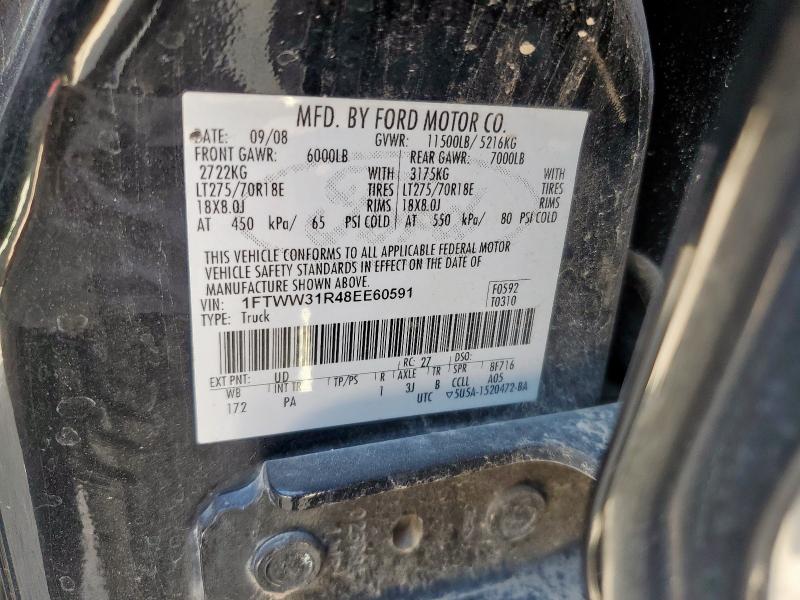 MFD. BY FORD MOTOR CO.
DATE: 09/08 GVWR: 11500LB/ 5216KG
FRONT GAWR: 6000LB REAR GAWR: 7000LB
2722KG WITH 3175KG WITH
LT275/70R18E TIRES LT275/70R18E TIRES
18X8.0J RIMS 18X8.0J RIMS
AT 450 kPa/ 65 PSI COLD AT 550 kPa/ 80 PSI COLD
THIS VEHICLE CONFORMS TO ALL APPLICABLE FEDERAL MOTOR
VEHICLE SAFETY STANDARDS IN EFFECT ON THE DATE OF
MANUFACTURE SHOWN ABOVE.
VIN: 1FTWW31R48EE60591 F0592
TYPE: Truck T0310
RC: 27 DSO:
EXT PNT: UD 8F716
WB INT TR TP/PS R AXLE TR SPR
172 PA 1 3J B CCLL A05
UTC ▽5U5A-1520472-BA